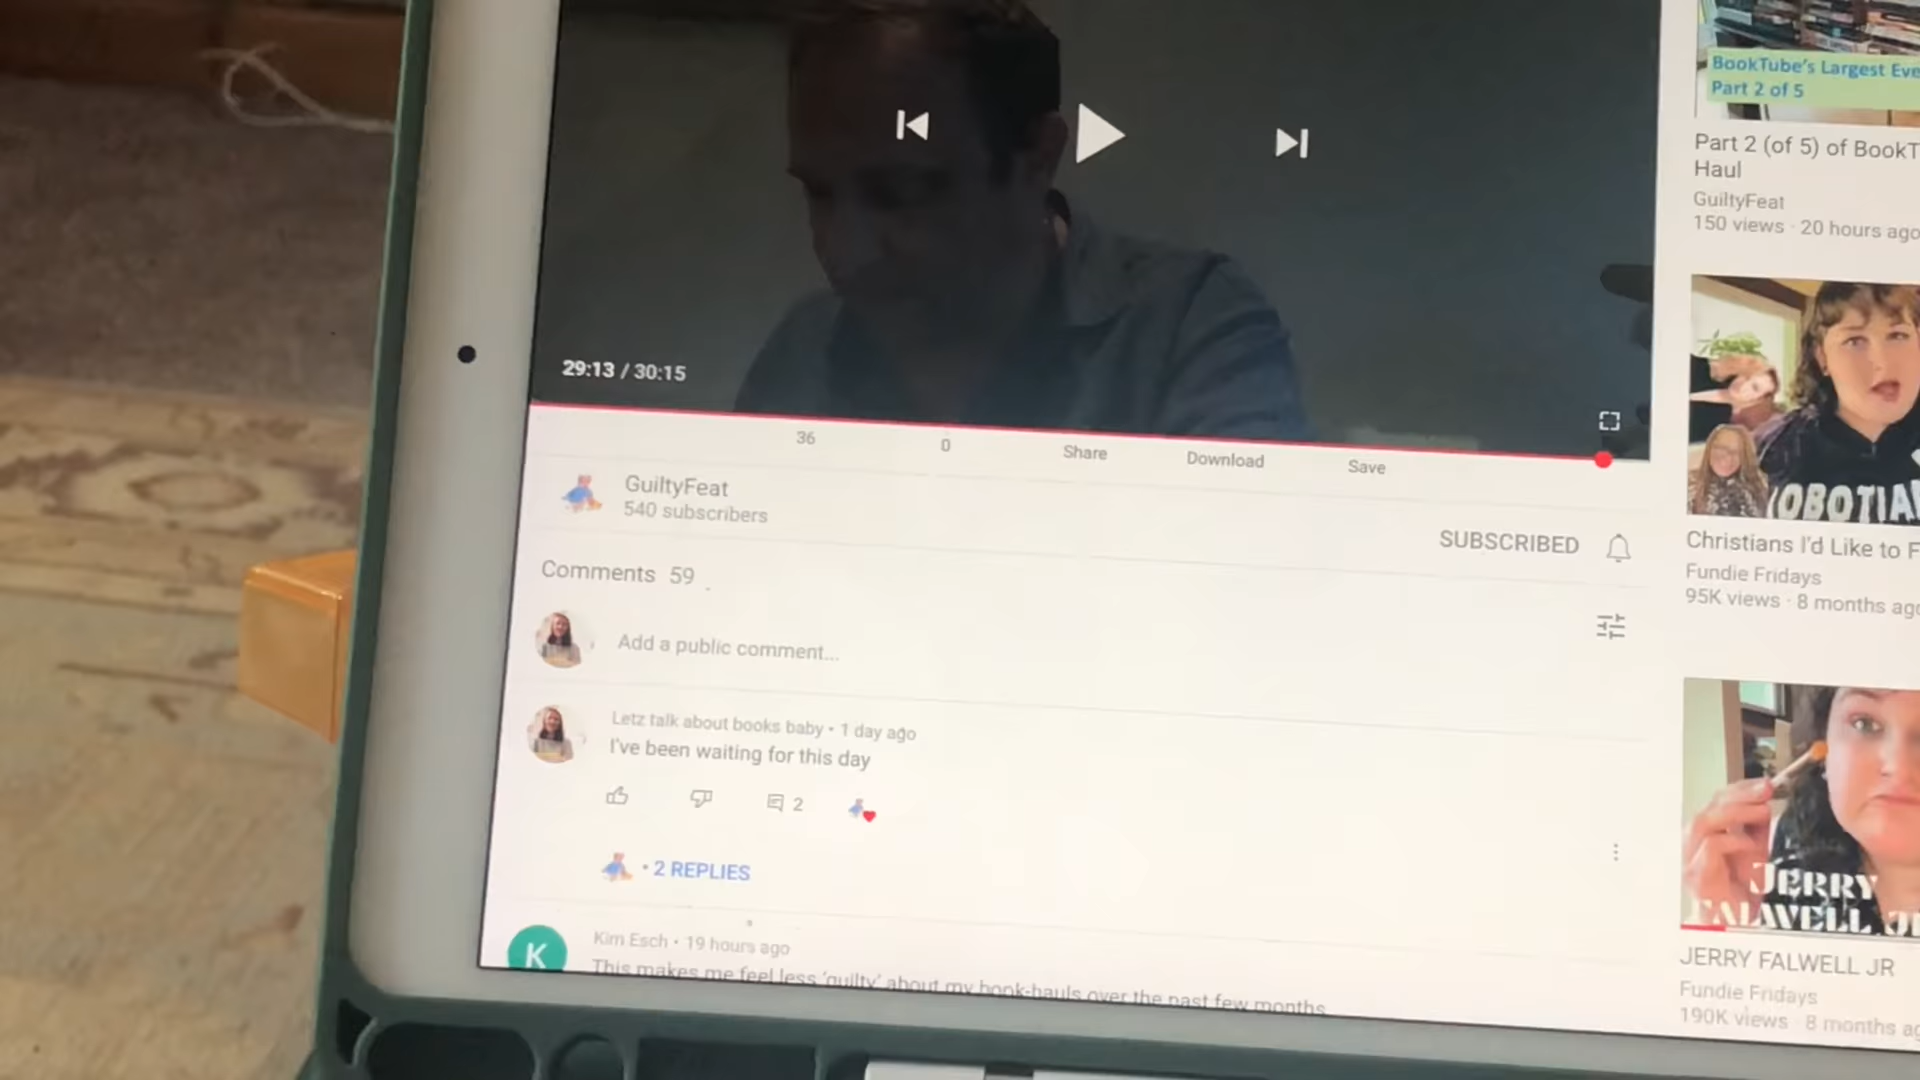 BookTube's Largest Eve
Part 2 of 5
Part 2 (of 5) of BookT
Haul
GuiltyFeat
150 views · 20 hours ago
29:13 / 30:15
36
0
Share
Download
Save
GuiltyFeat
540 subscribers
SUBSCRIBED
Comments 59
Add a public comment...
Letz talk about books baby • 1 day ago
I've been waiting for this day
2
• 2 REPLIES
K
Kim Esch • 19 hours ago
This makes me feel less 'guilty' about my book-hauls over the past few months
OBOTIA
Christians I'd Like to F
Fundie Fridays
95K views · 8 months ago
JERRY
FALWELL JR
JERRY FALWELL JR
Fundie Fridays
190K views · 8 months ag